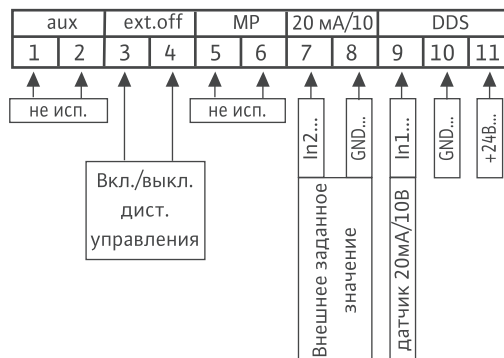 aux ext.off MP 20 мА/10 DDS
1 2 3 4 5 6 7 8 9 10 11
не исп.
не исп.
In2...
GND...
In1...
GND...
+24В...
Вкл./выкл.
дист.
управления
Внешнее заданное
значение
датчик 20мА/10В